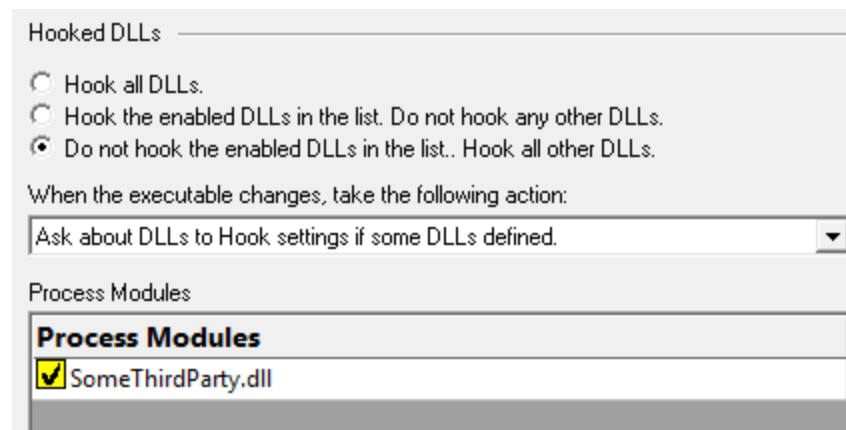 Hooked DLLs
Hook all DLLs.
Hook the enabled DLLs in the list. Do not hook any other DLLs.
Do not hook the enabled DLLs in the list.. Hook all other DLLs.
When the executable changes, take the following action:
Ask about DLLs to Hook settings if some DLLs defined.
Process Modules
Process Modules
SomeThirdParty.dll